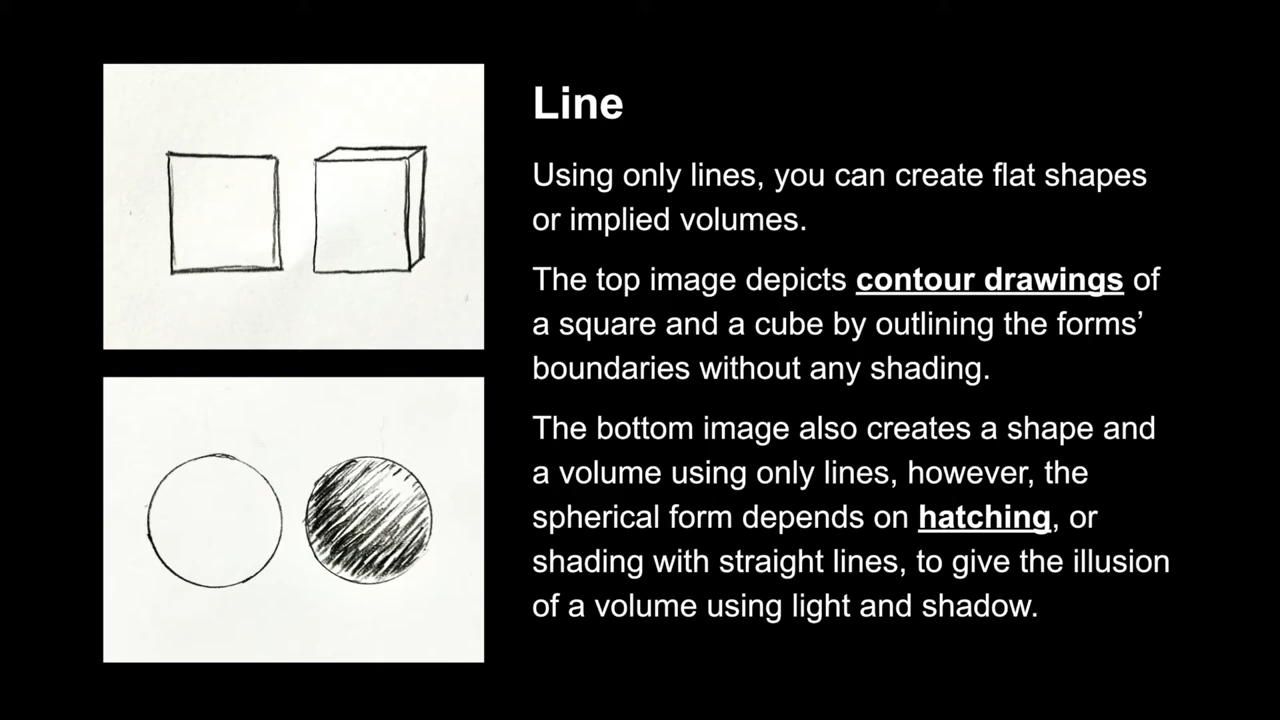 Line
Using only lines, you can create flat shapes
or implied volumes.
The top image depicts contour drawings of
a square and a cube by outlining the forms’
boundaries without any shading.
The bottom image also creates a shape and
a volume using only lines, however, the
spherical form depends on hatching, or
shading with straight lines, to give the illusion
of a volume using light and shadow.